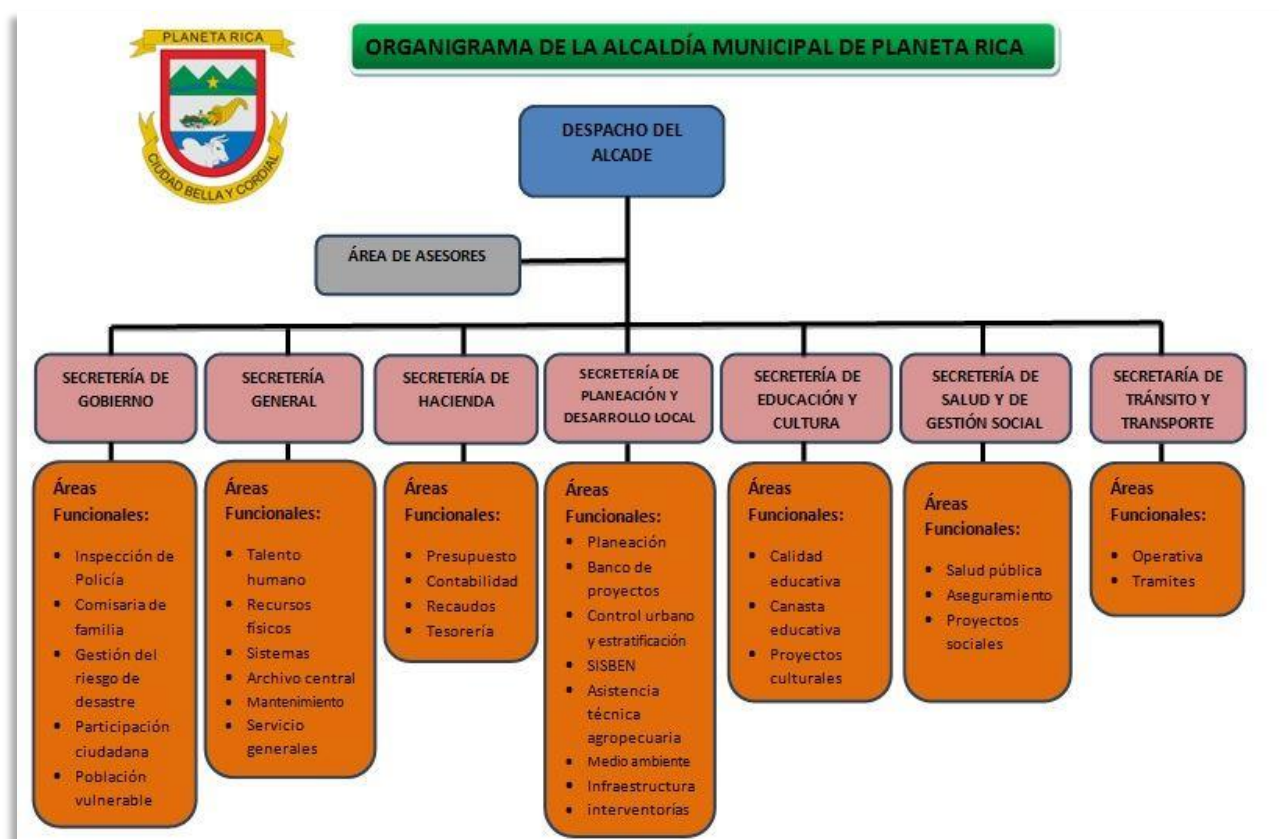 PLANETA RICA
CIUDAD BELLA Y CORDIAL
ORGANIGRAMA DE LA ALCALDÍA MUNICIPAL DE PLANETA RICA
DESPACHO DEL
ALCADE
ÁREA DE ASESORES
SECRETERÍA DE
GOBIERNO
SECRETERÍA
GENERAL
SECRETERÍA DE
HACIENDA
SECRETERÍA DE
PLANEACIÓN Y
DESARROLLO LOCAL
SECRETERÍA DE
EDUCACIÓN Y
CULTURA
SECRETERÍA DE
SALUD Y DE
GESTIÓN SOCIAL
SECRETARÍA DE
TRÁNSITO Y
TRANSPORTE
Áreas
Funcionales:
• Inspección de
Policía
• Comisaria de
familia
• Gestión del
riesgo de
desastre
• Participación
ciudadana
• Población
vulnerable
Áreas
Funcionales:
• Talento
humano
• Recursos
físicos
• Sistemas
• Archivo central
• Mantenimiento
• Servicio
generales
Áreas
Funcionales:
• Presupuesto
• Contabilidad
• Recaudos
• Tesorería
Áreas
Funcionales:
• Planeación
• Banco de
proyectos
• Control urbano
y estratificación
• SISBEN
• Asistencia
técnica
agropecuaria
• Medio ambiente
• Infraestructura
• interventorías
Áreas
Funcionales:
• Calidad
educativa
• Canasta
educativa
• Proyectos
culturales
Áreas
Funcionales:
• Salud pública
• Aseguramiento
• Proyectos
sociales
Áreas
Funcionales:
• Operativa
• Tramites